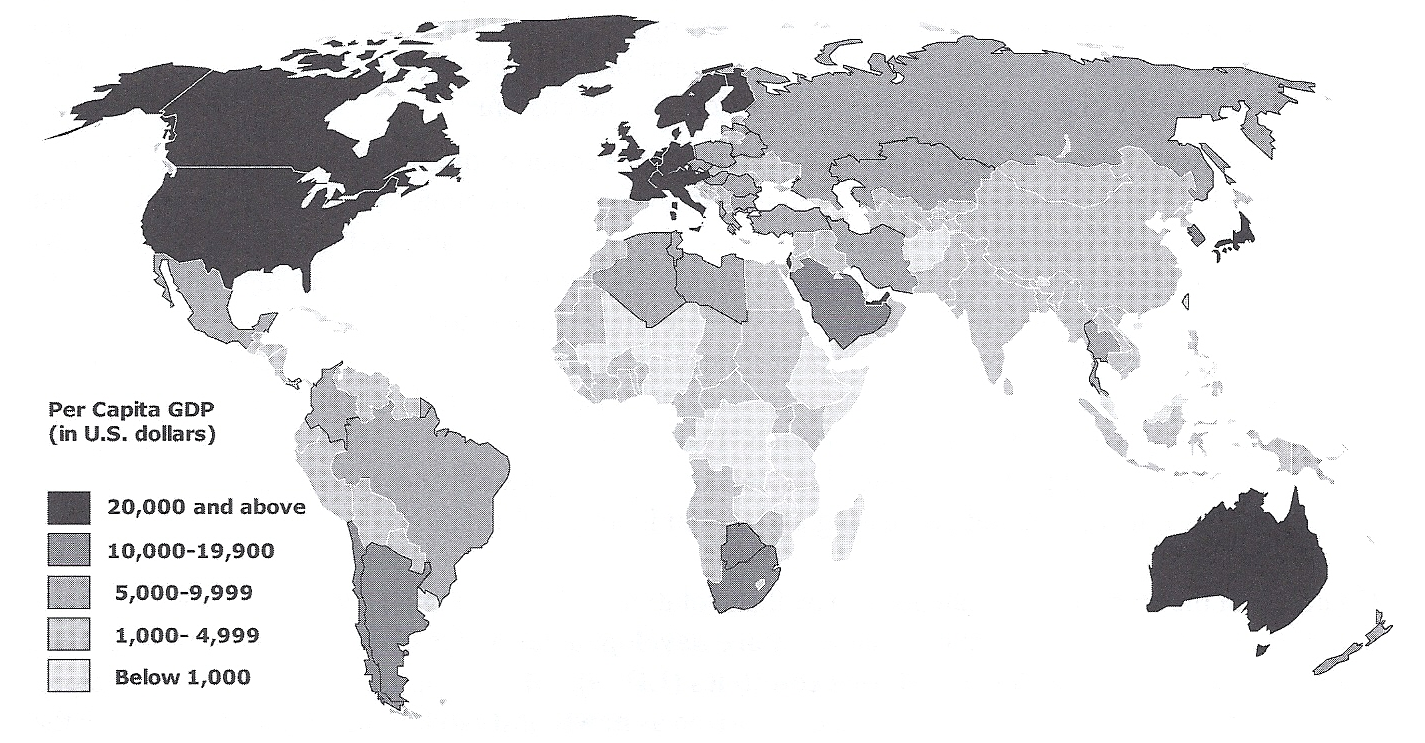 Per Capita GDP
(in U.S. dollars)
20,000 and above
10,000-19,900
5,000-9,999
1,000- 4,999
Below 1,000